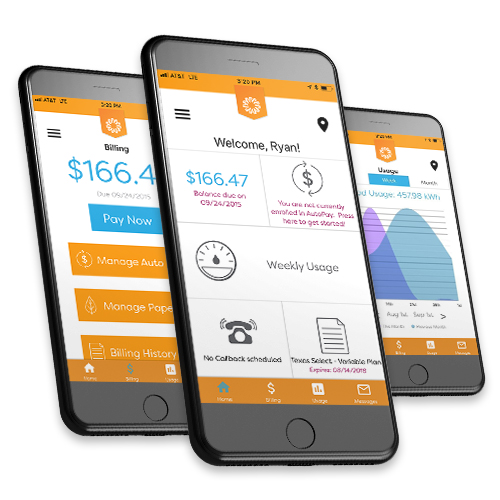 AT&T LTE
3:20 PM
Billing
$166.4
Due 09/24/2015
Pay Now
Manage Auto
Manage Pape
Billing History
Home
Billing
Usage
AT&T LTE
3:20 PM
Welcome, Ryan!
$166.47
Balance due on
09/24/2015
You are not currently
enrolled in AutoPay. Press
here to get started!
Weekly Usage
No Callback scheduled
Texas Select - Variable Plan
Expires: 08/14/2018
Home
Billing
Usage
Messages
3:20 PM
Usage
Week
Month
od Usage: 457.98 kWh
Billing
Usage
Messages